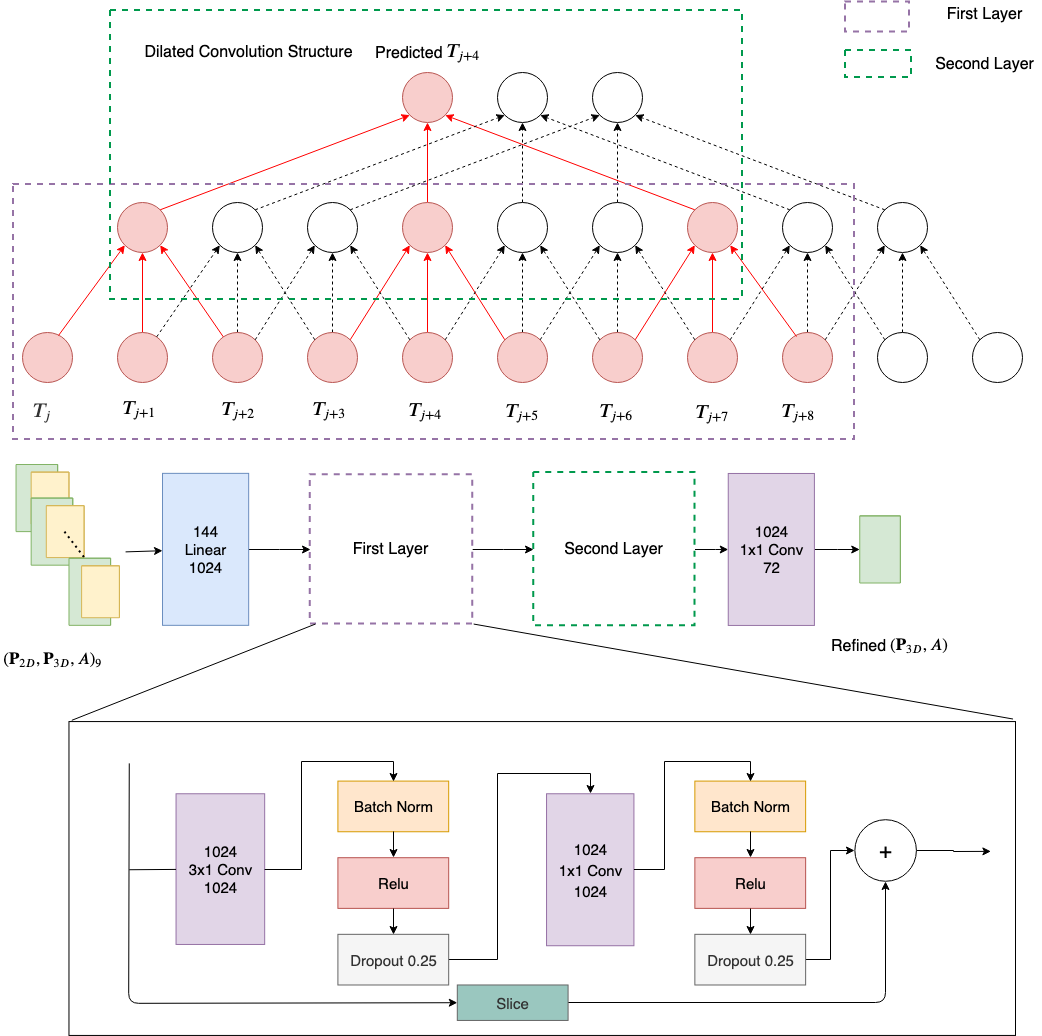 First Layer
Second Layer
Dilated Convolution Structure
Predicted T_{j+4}
T_j
T_{j+1}
T_{j+2}
T_{j+3}
T_{j+4}
T_{j+5}
T_{j+6}
T_{j+7}
T_{j+8}
144
Linear
1024
First Layer
Second Layer
1024
1x1 Conv
72
(P_{2D}, P_{3D}, A)_9
Refined (P_{3D}, A)
1024
3x1 Conv
1024
Batch Norm
Relu
Dropout 0.25
1024
1x1 Conv
1024
Batch Norm
Relu
Dropout 0.25
+
Slice